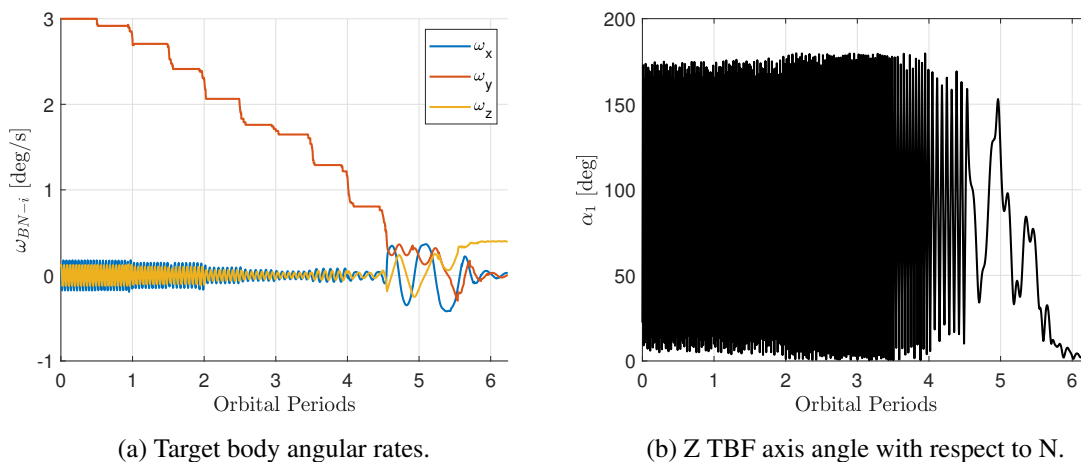 3
2
1
0
-1
0 1 2 3 4 5 6
Orbital Periods
ω_{BN−i} [deg/s]
ω_x
ω_y
ω_z
(a) Target body angular rates.
200
150
100
50
0
0 1 2 3 4 5 6
Orbital Periods
α_1 [deg]
(b) Z TBF axis angle with respect to N.